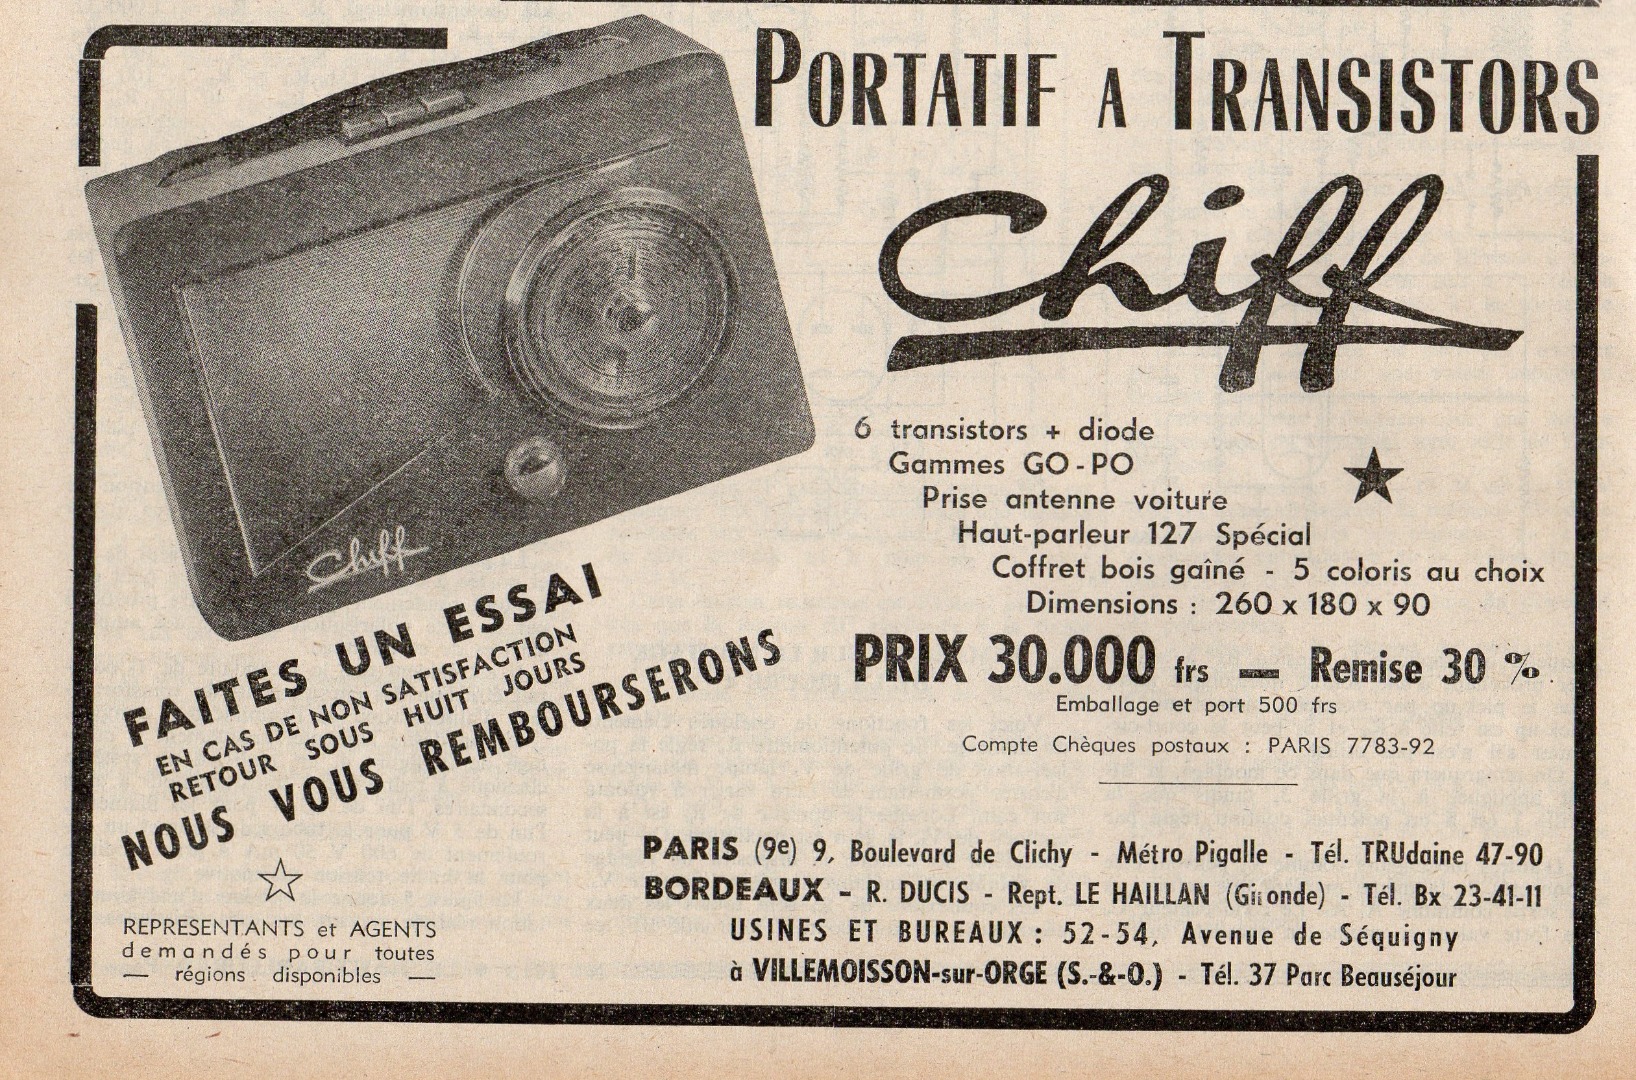 PORTATIF A TRANSISTORS
Chiff
6 transistors + diode
Gammes GO - PO
Prise antenne voiture
Haut-parleur 127 Spécial
Coffret bois gaîné - 5 coloris au choix
Dimensions : 260 x 180 x 90
PRIX 30.000 frs — Remise 30 %.
Emballage et port 500 frs
Compte Chèques postaux : PARIS 7783-92
Chiff
FAITES UN ESSAI
EN CAS DE NON SATISFACTION
RETOUR SOUS HUIT JOURS
NOUS VOUS REMBOURSERONS
REPRESENTANTS et AGENTS
demandés pour toutes
— régions disponibles —
PARIS (9e) 9, Boulevard de Clichy - Métro Pigalle - Tél. TRUdaine 47-90
BORDEAUX - R. DUCIS - Rept. LE HAILLAN (Gironde) - Tél. Bx 23-41-11
USINES ET BUREAUX : 52-54, Avenue de Séquigny
à VILLEMOISSON-sur-ORGE (S.-&-O.) - Tél. 37 Parc Beauséjour